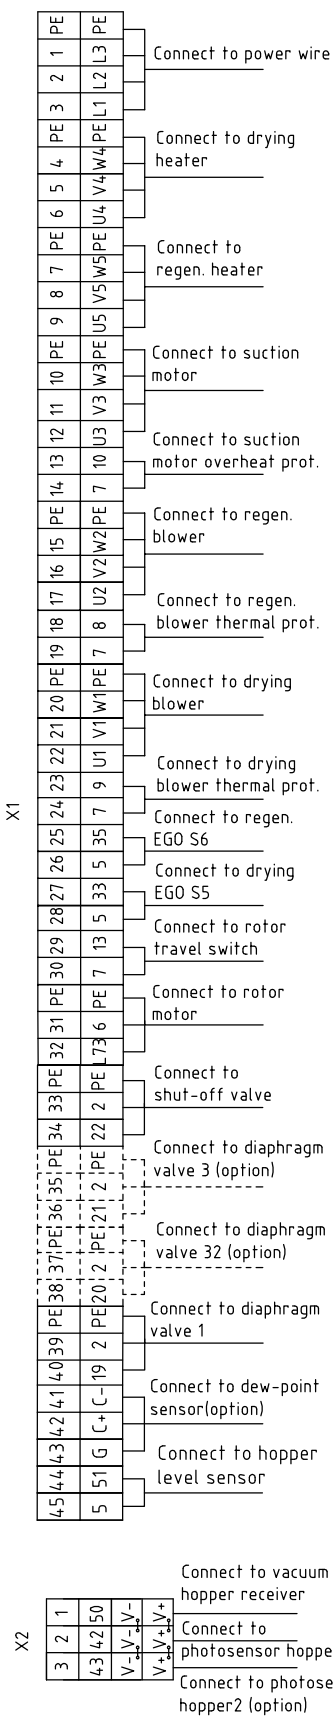 X1
PE PE
1 L3
2 L2
3 L1
Connect to power wire
PE PE
4 W4
5 V4
6 U4
Connect to drying
heater
PE PE
7 W5
8 V5
9 U5
Connect to
regen. heater
PE PE
10 W3
11 V3
12 U3
Connect to suction
motor
13 10
14 7
Connect to suction
motor overheat prot.
PE PE
15 W2
16 V2
17 U2
Connect to regen.
blower
18 8
19 7
Connect to regen.
blower thermal prot.
PE PE
20 W1
21 V1
22 U1
Connect to drying
blower
23 9
24 7
Connect to drying
blower thermal prot.
25 35
26 5
Connect to regen.
EGO S6
27 33
28 5
Connect to drying
EGO S5
29 13
30 7
Connect to rotor
travel switch
PE PE
31 6
32 L73
Connect to rotor
motor
PE PE
33 2
34 22
Connect to
shut-off valve
PE PE
35 2
36 21
Connect to diaphragm
valve 3 (option)
PE PE
37 2
38 20
Connect to diaphragm
valve 32 (option)
PE PE
39 2
40 19
Connect to diaphragm
valve 1
41 C-
42 C+
43 G
Connect to dew-point
sensor(option)
44 51
45 5
Connect to hopper
level sensor
X2
1 50 V- V+
2 42 V- V+
3 43 V- V+
Connect to vacuum
hopper receiver
Connect to
photosensor hoppe
Connect to photose
hopper2 (option)